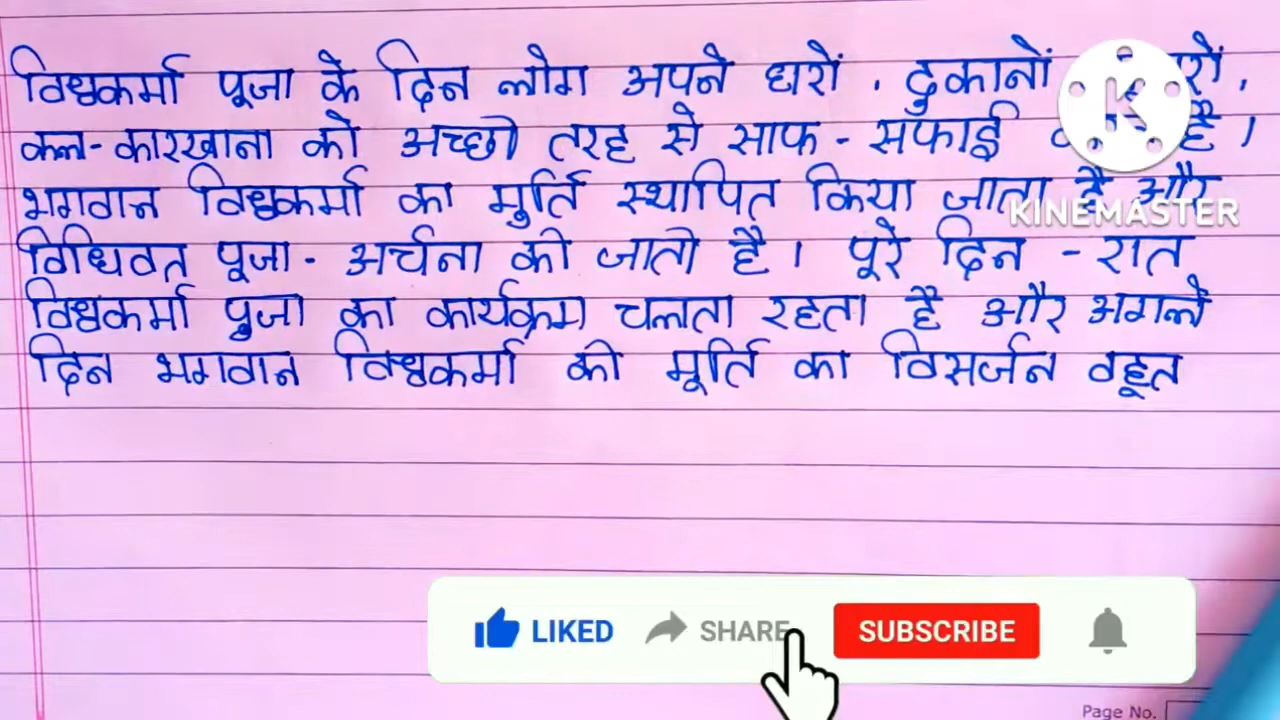 विश्वकर्मा पूजा के दिन लोग अपने घरों, दुकानों
कल-कारखाना को अच्छी तरह से साफ-सफाई है।
भगवान विश्वकर्मा का मुर्ति स्थापित किया जाता है और
विधिवत पूजा-अर्चना की जाती है। पूरे दिन-रात
विश्वकर्मा पुजा का कार्यक्रम चलता रहता है और अगले
दिन भगवान विश्वकर्मा की मूर्ति का विसर्जन वहूत
K
KINEMASTER
LIKED SHARE SUBSCRIBE
Page No.